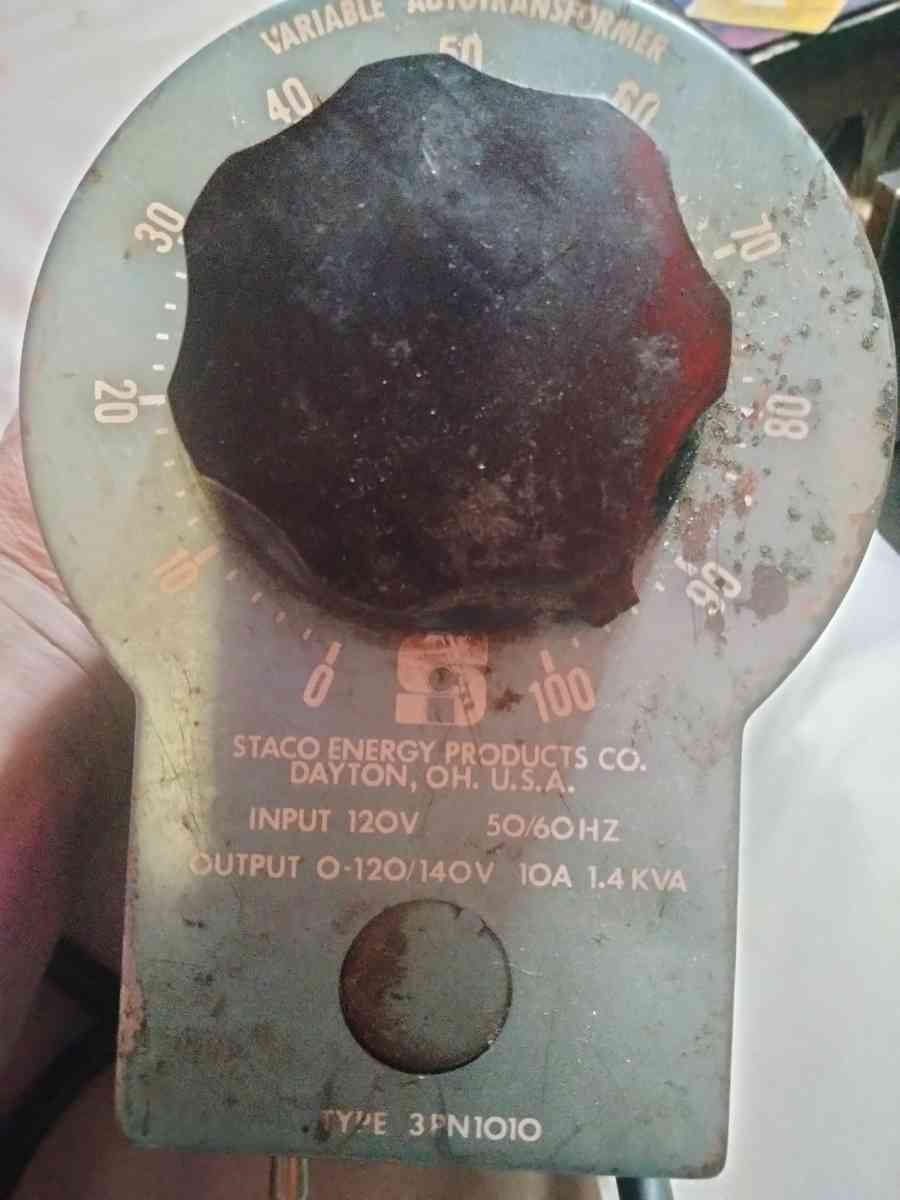 VARIABLE AUTOTRANSFORMER
50
40
60
30
70
20
80
10
90
0
100
STACO ENERGY PRODUCTS CO.
DAYTON, OH. U.S.A.
INPUT 120V 50/60HZ
OUTPUT 0-120/140V 10A 1.4 KVA
TYPE 3PN1010